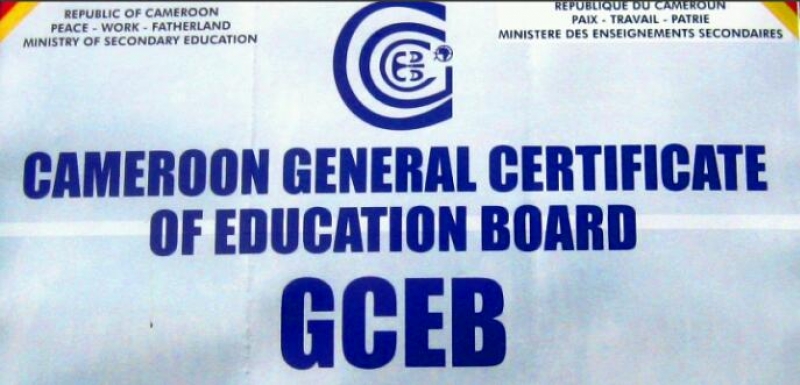 REPUBLIC OF CAMEROON
PEACE - WORK - FATHERLAND
MINISTRY OF SECONDARY EDUCATION
REPUBLIQUE DU CAMEROUN
PAIX - TRAVAIL - PATRIE
MINISTERE DES ENSEIGNEMENTS SECONDAIRES
CAMEROON GENERAL CERTIFICATE
OF EDUCATION BOARD
GCEB